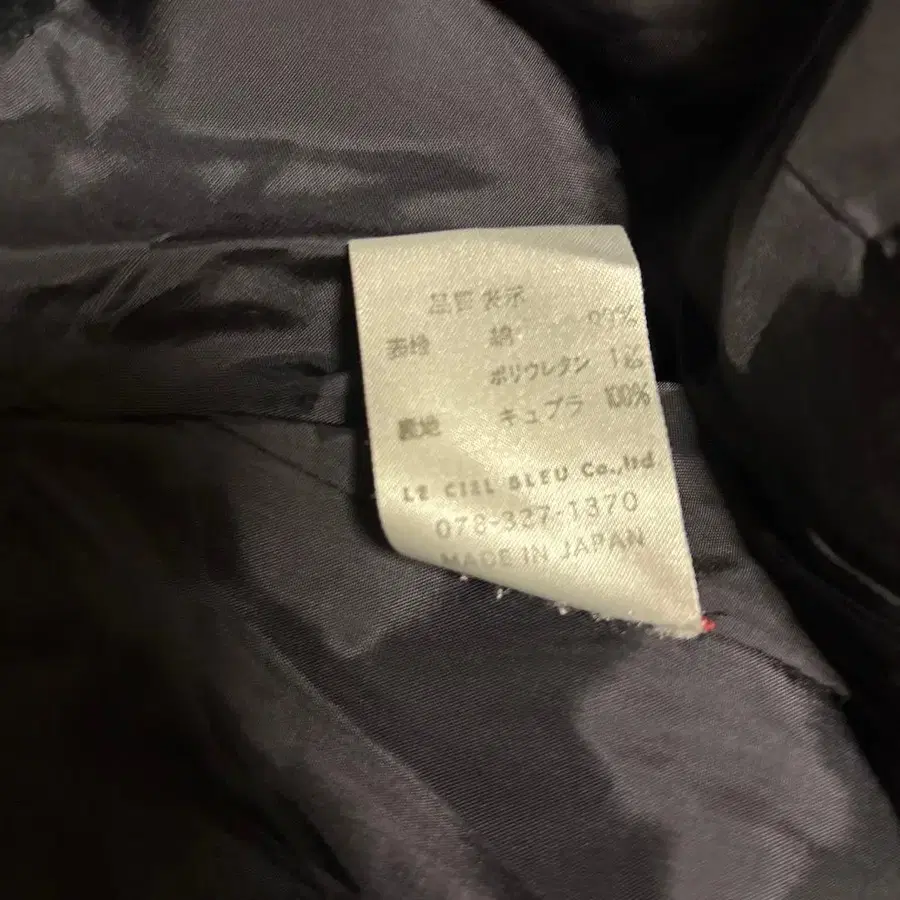 品質表示
表地 綿 99%
ポリウレタン 1%
裏地 キュプラ 100%
LE CIEL BLEU Co.,ltd.
078-327-1370
MADE IN JAPAN